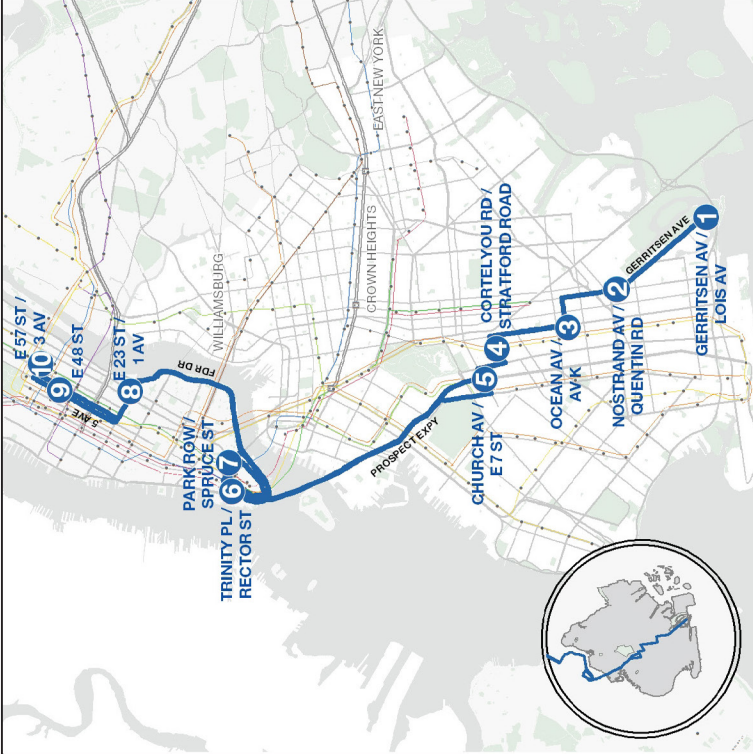 E 57 ST /
3 AV
10
9
E 48 ST
E 23 ST /
1 AV
8
5 AVE
FDR DR
WILLIAMSBURG
PARK ROW /
SPRUCE ST
7
6
TRINITY PL /
RECTOR ST
EAST NEW YORK
CROWN HEIGHTS
PROSPECT EXPY
CORTELYOU RD /
STRATFORD ROAD
4
5
CHURCH AV /
E 7 ST
3
OCEAN AV /
AV K
2
NOSTRAND AV /
QUENTIN RD
GERRITSEN AVE
1
GERRITSEN AV /
LOIS AV